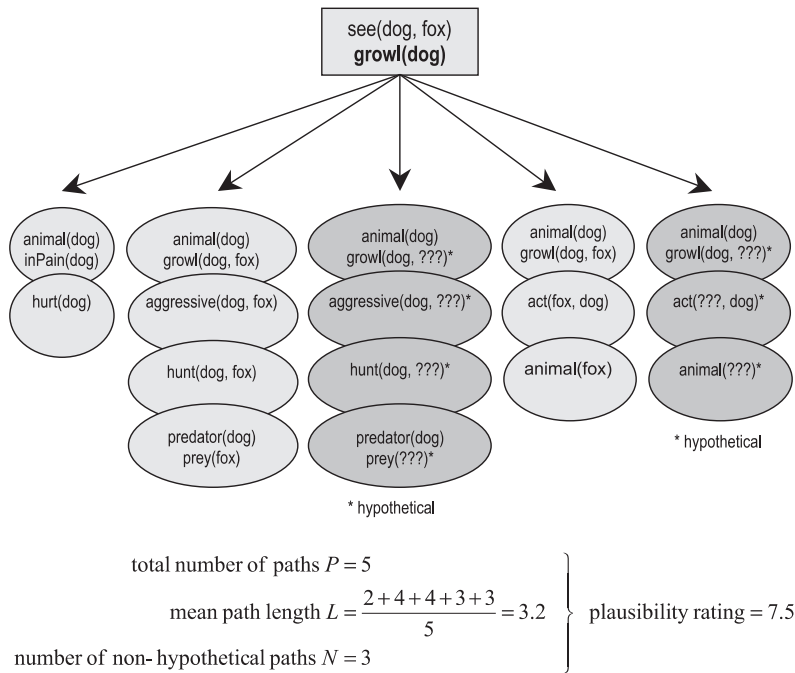 see(dog, fox)
growl(dog)
animal(dog)
inPain(dog)
hurt(dog)
animal(dog)
growl(dog, fox)
aggressive(dog, fox)
hunt(dog, fox)
predator(dog)
prey(fox)
animal(dog)
growl(dog, ???)*
aggressive(dog, ???)*
hunt(dog, ???)*
predator(dog)
prey(???)*
* hypothetical
animal(dog)
growl(dog, fox)
act(fox, dog)
animal(fox)
animal(dog)
growl(dog, ???)*
act(???, dog)*
animal(???)*
* hypothetical
total number of paths P = 5
mean path length L = (2+4+4+3+3)/5 = 3.2
number of non-hypothetical paths N = 3
plausibility rating = 7.5